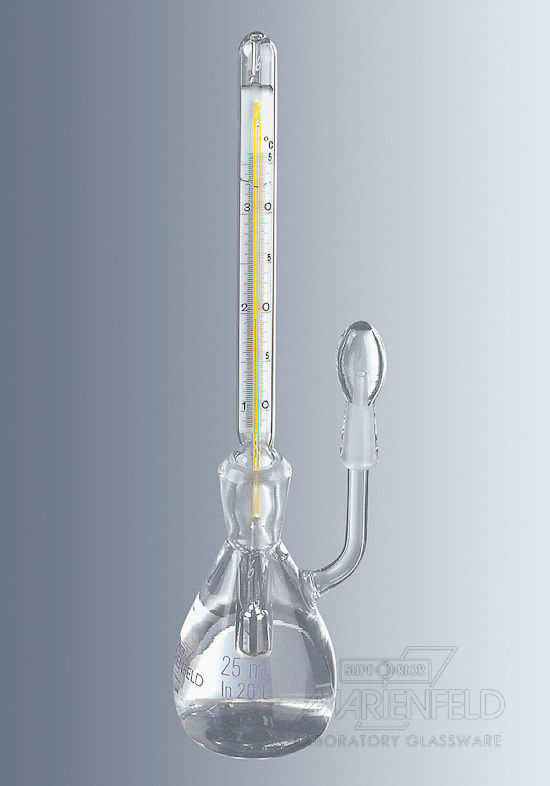 °C
5
3 0
5
2 0
5
1 0
25 ml
In 20°C
SUPERIOR
MARIENFELD
LABORATORY GLASSWARE